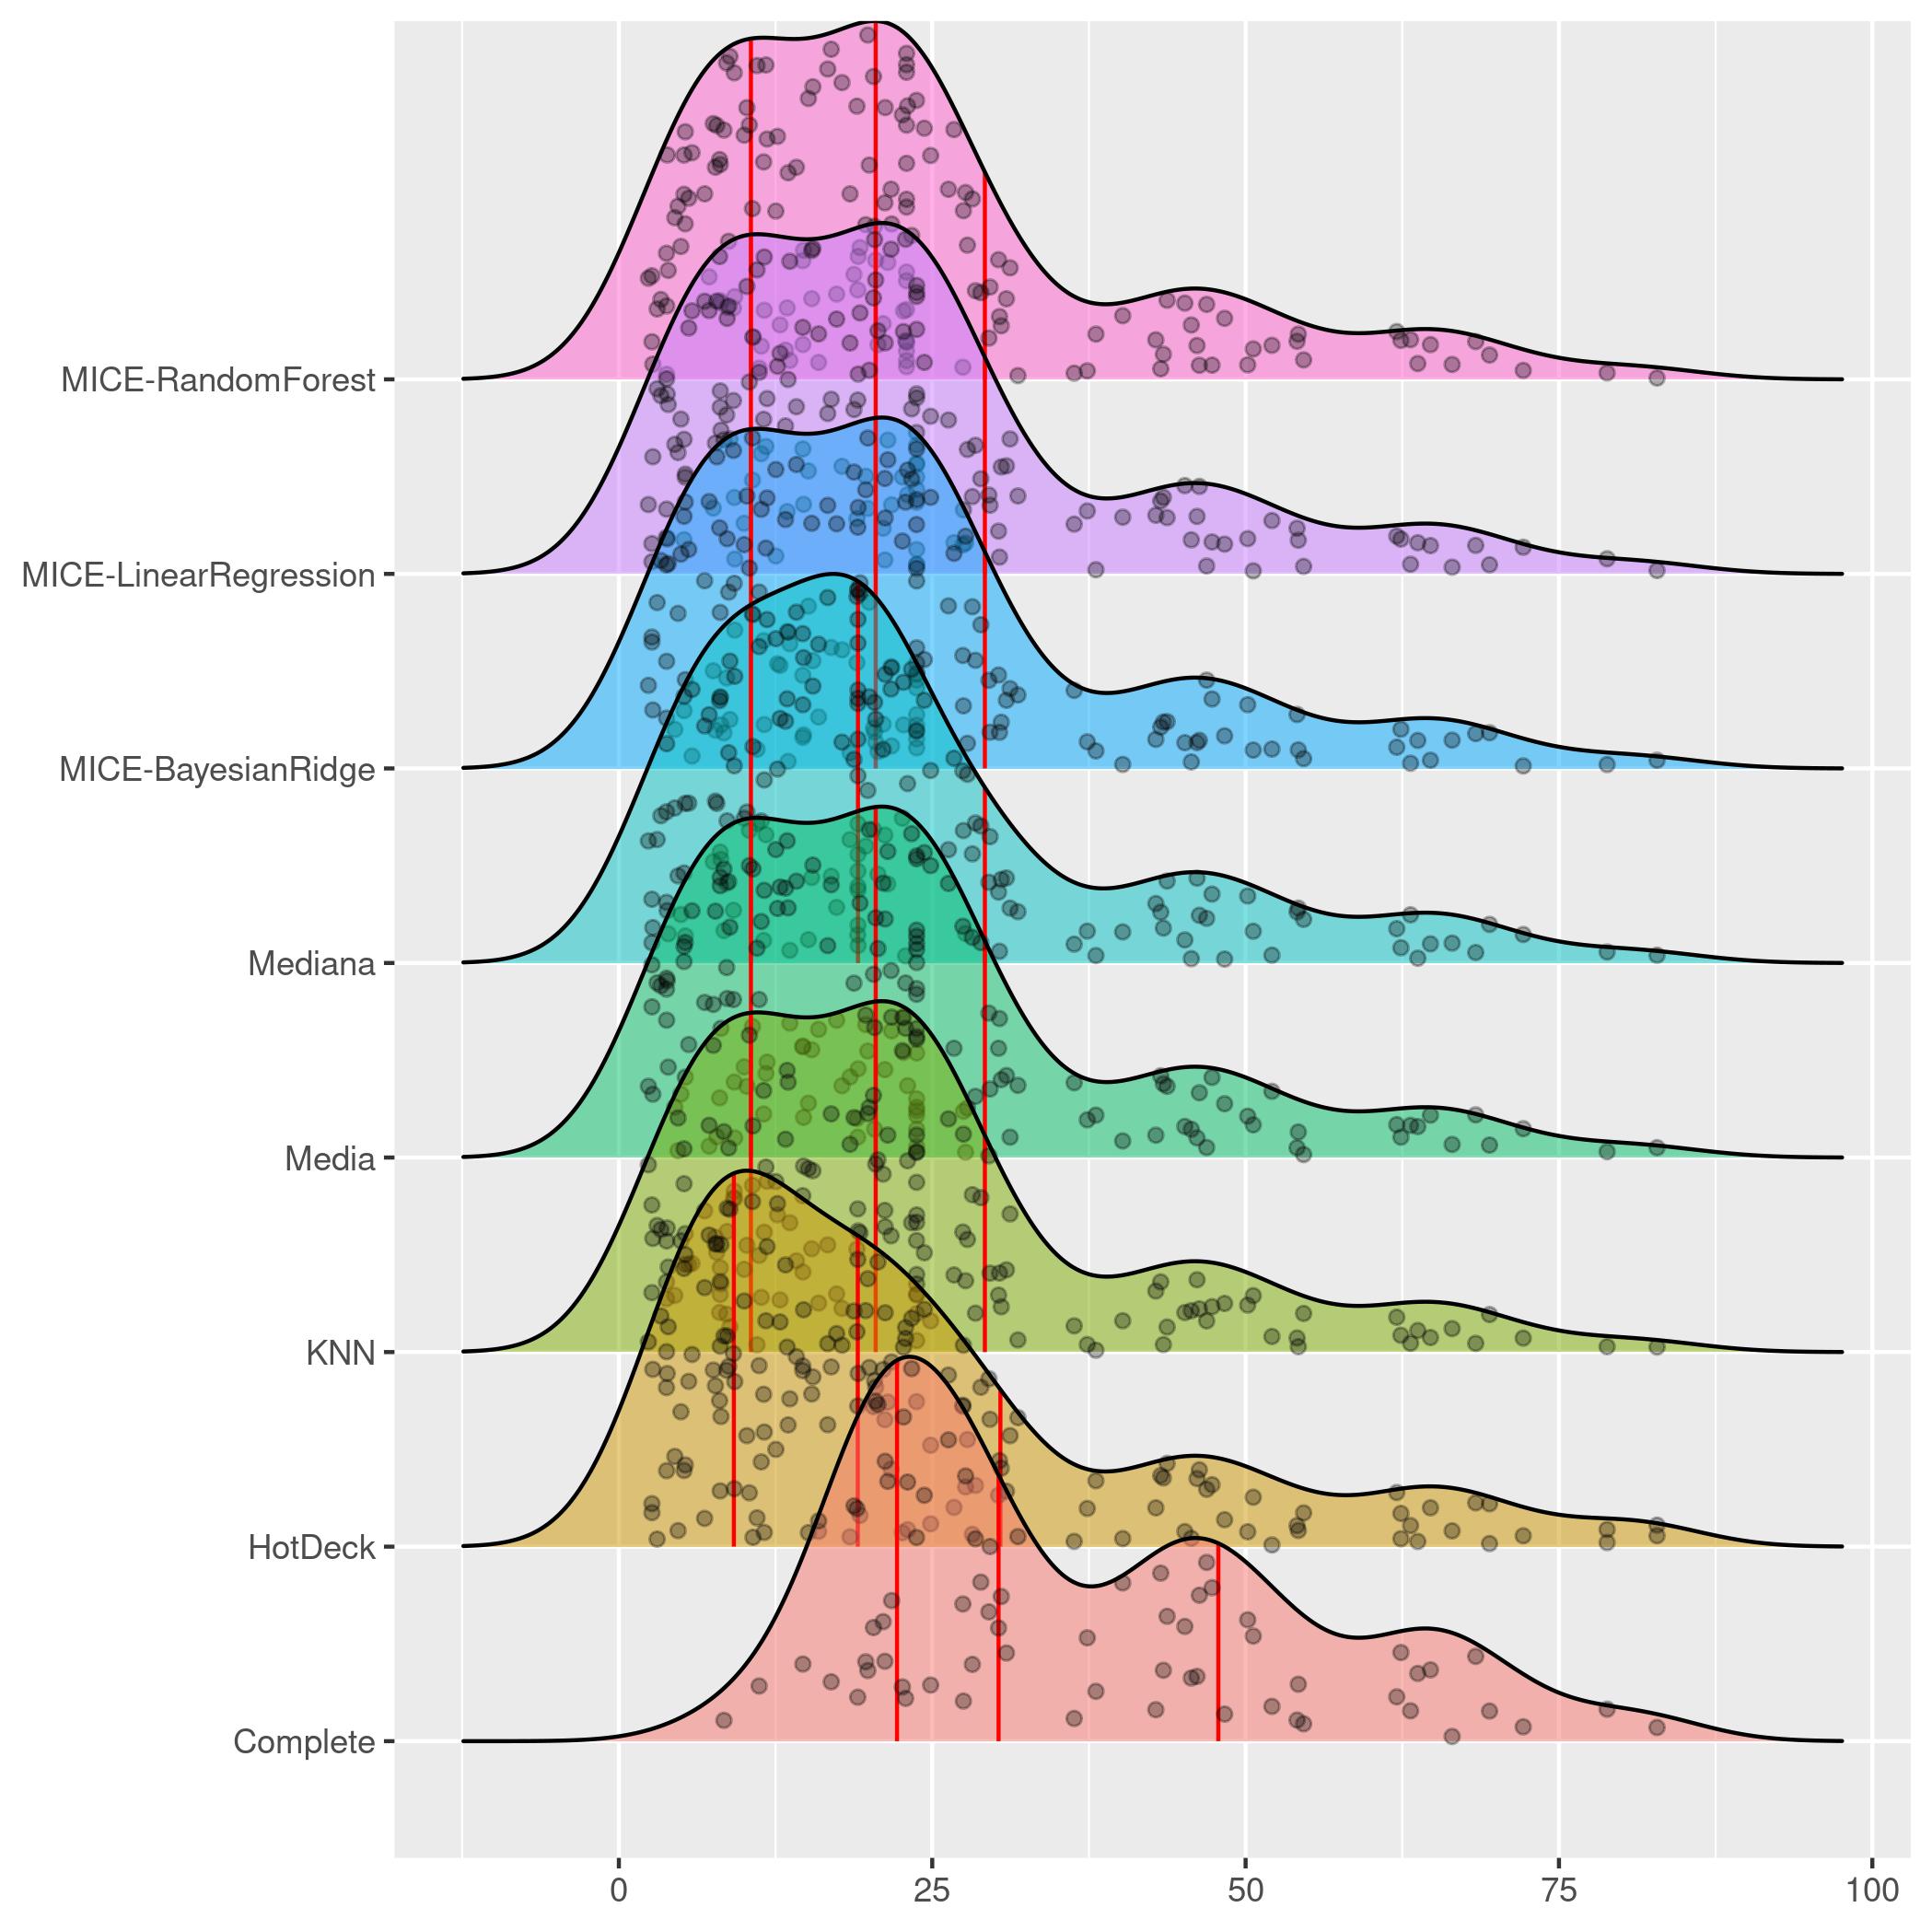 MICE-RandomForest
MICE-LinearRegression
MICE-BayesianRidge
Mediana
Media
KNN
HotDeck
Complete
0 25 50 75 100